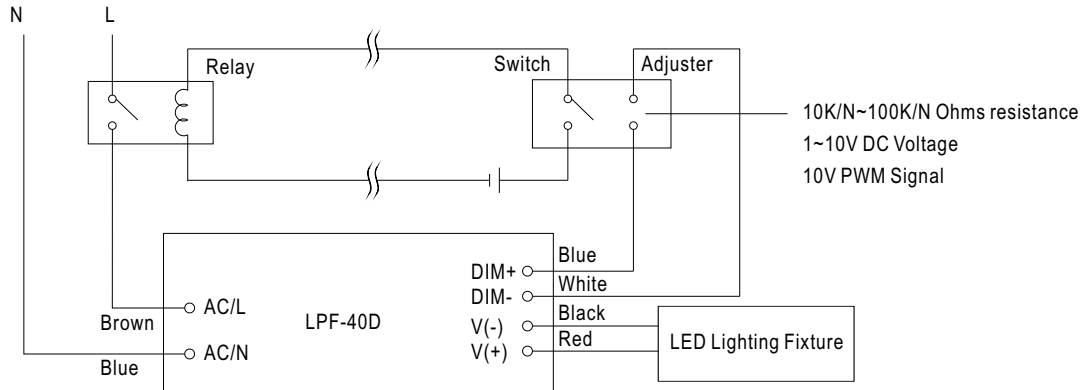 N
L
Relay
Switch
Adjuster
10K/N~100K/N Ohms resistance
1~10V DC Voltage
10V PWM Signal
Blue
DIM+
White
DIM-
Black
V(-)
Red
V(+)
AC/L
Brown
LPF-40D
AC/N
Blue
LED Lighting Fixture